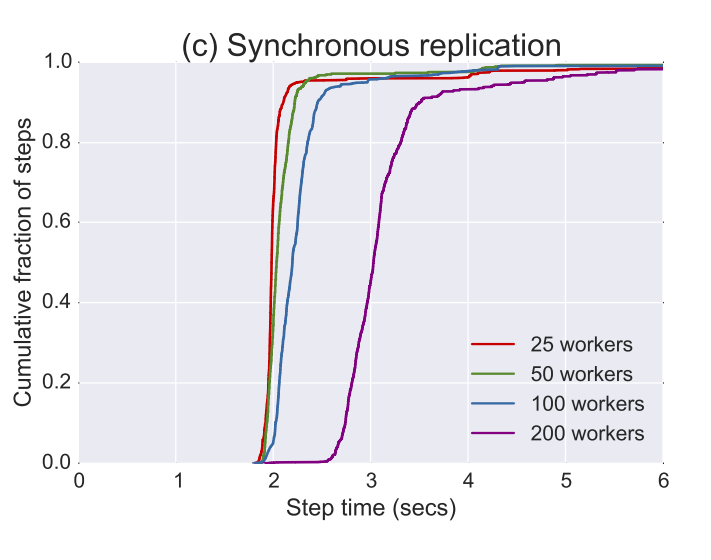 (c) Synchronous replication
Cumulative fraction of steps
1.0
0.8
0.6
0.4
0.2
0.0
25 workers
50 workers
100 workers
200 workers
0 1 2 3 4 5 6
Step time (secs)